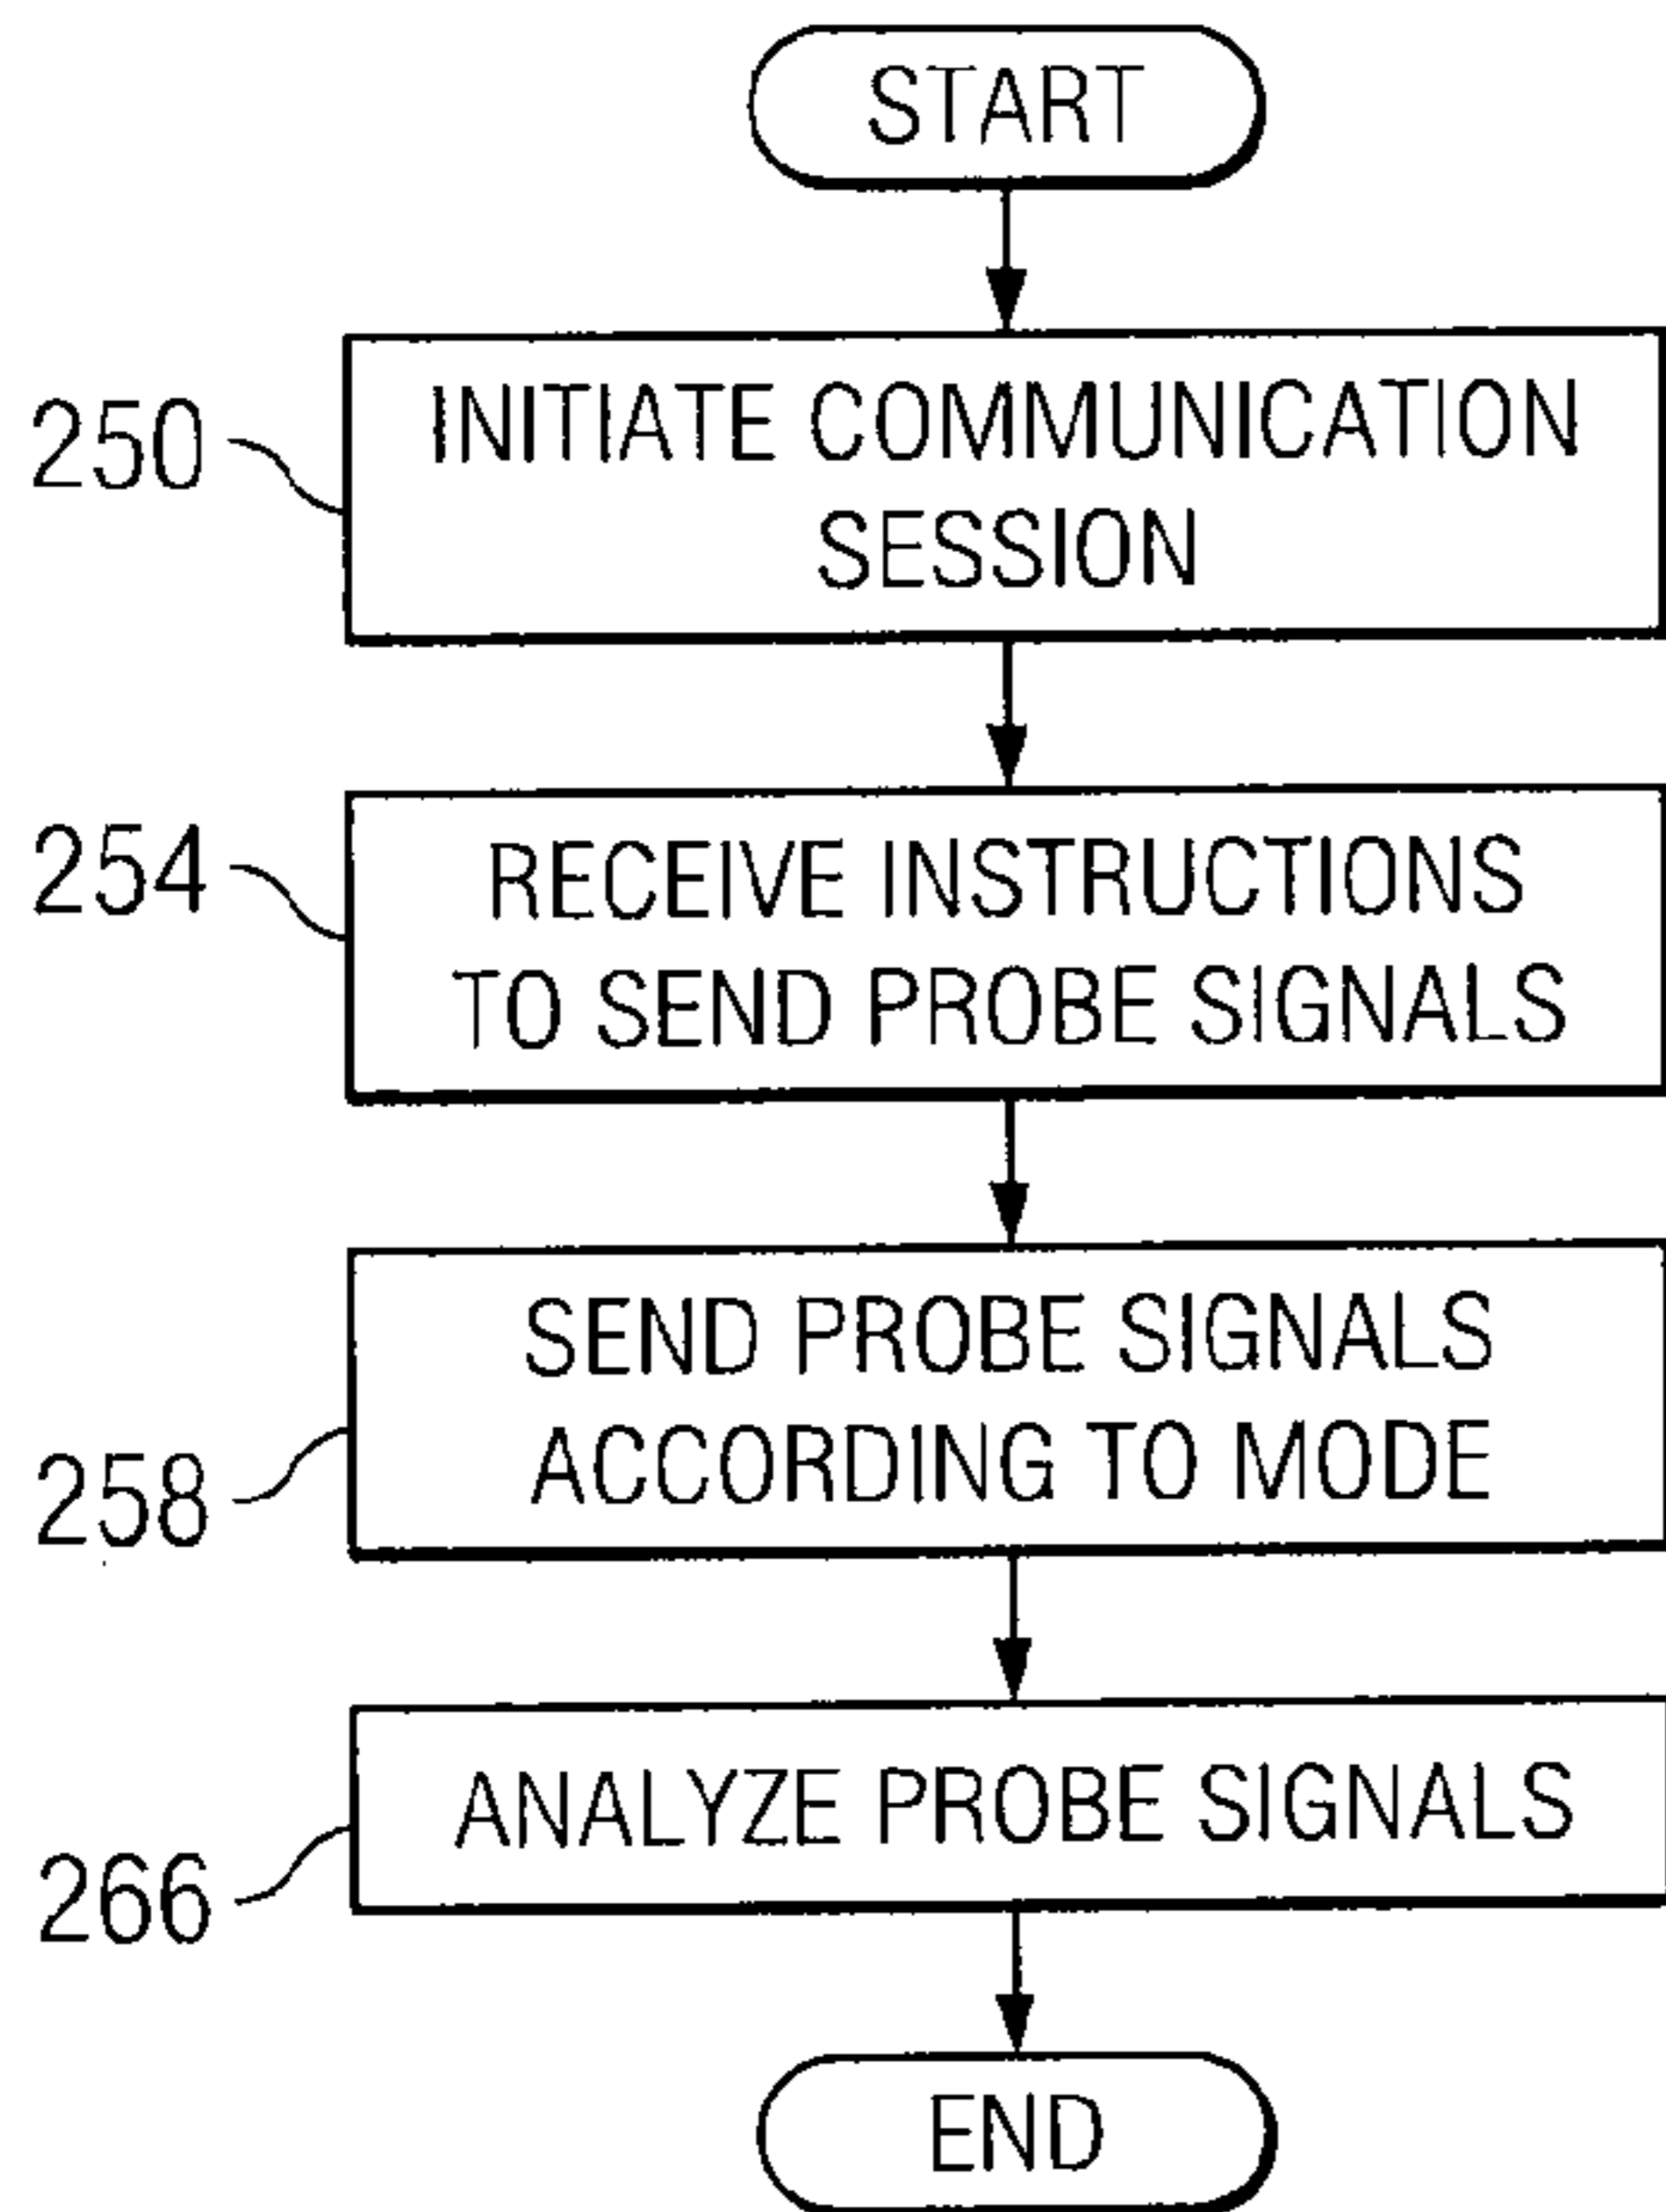 START
250
INITIATE COMMUNICATION
SESSION
254
RECEIVE INSTRUCTIONS
TO SEND PROBE SIGNALS
258
SEND PROBE SIGNALS
ACCORDING TO MODE
266
ANALYZE PROBE SIGNALS
END